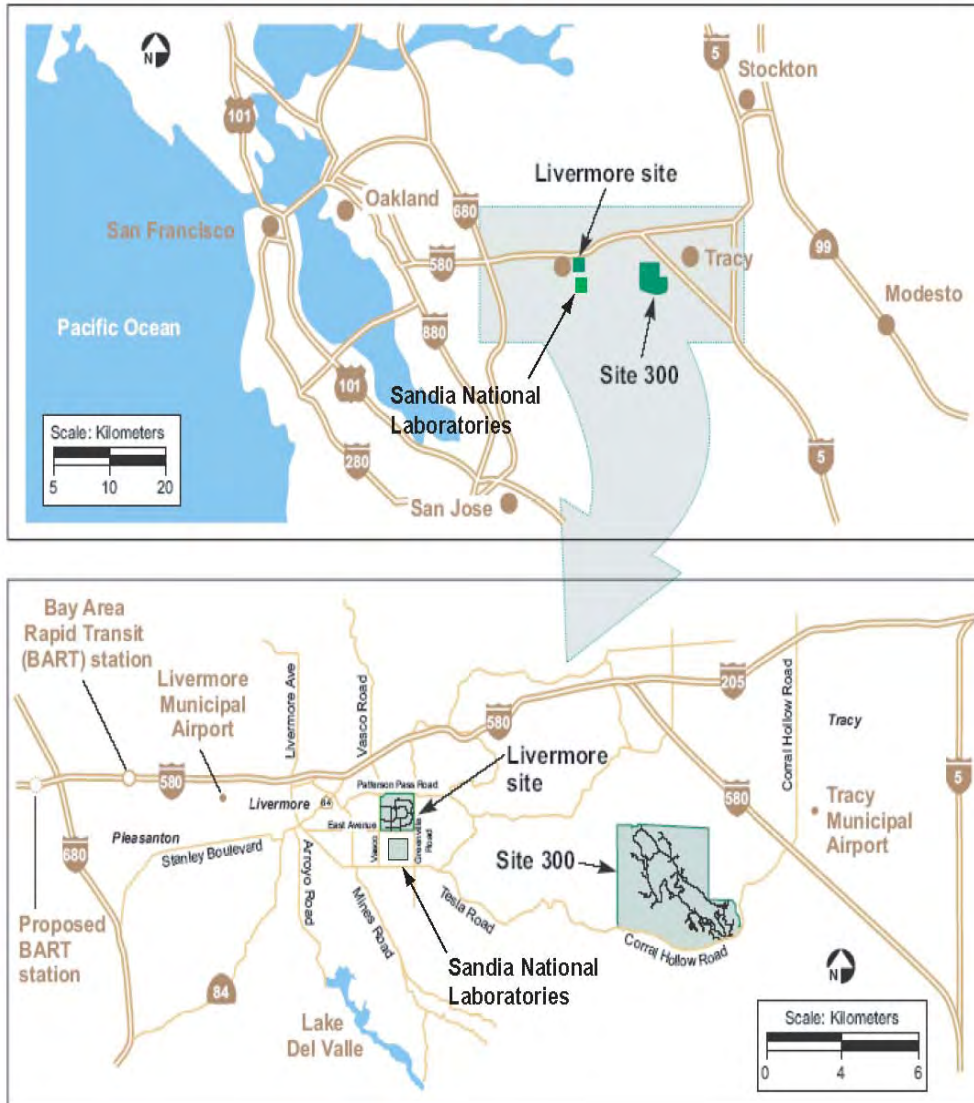 N
5
Stockton
101
Livermore site
Oakland
680
San Francisco
580
Tracy
99
Pacific Ocean
880
Modesto
Site 300
101
Sandia National
Laboratories
Scale: Kilometers
5 10 20
280
5
San Jose
Bay Area
Rapid Transit
(BART) station
Livermore
Municipal
Airport
Livermore Ave
Vasco Road
205
Corral Hollow Road
580
Tracy
Livermore
site
580
Patterson Pass Road
5
Livermore
84
580
East Avenue
Tracy
Municipal
Airport
Pleasanton
Stanley Boulevard
Vasco
Greenville
Road
680
Site 300
Arroyo Road
Mines Road
Tesla Road
Proposed
BART
station
Corral Hollow Road
Sandia National
Laboratories
N
84
Lake
Del Valle
Scale: Kilometers
0 4 6